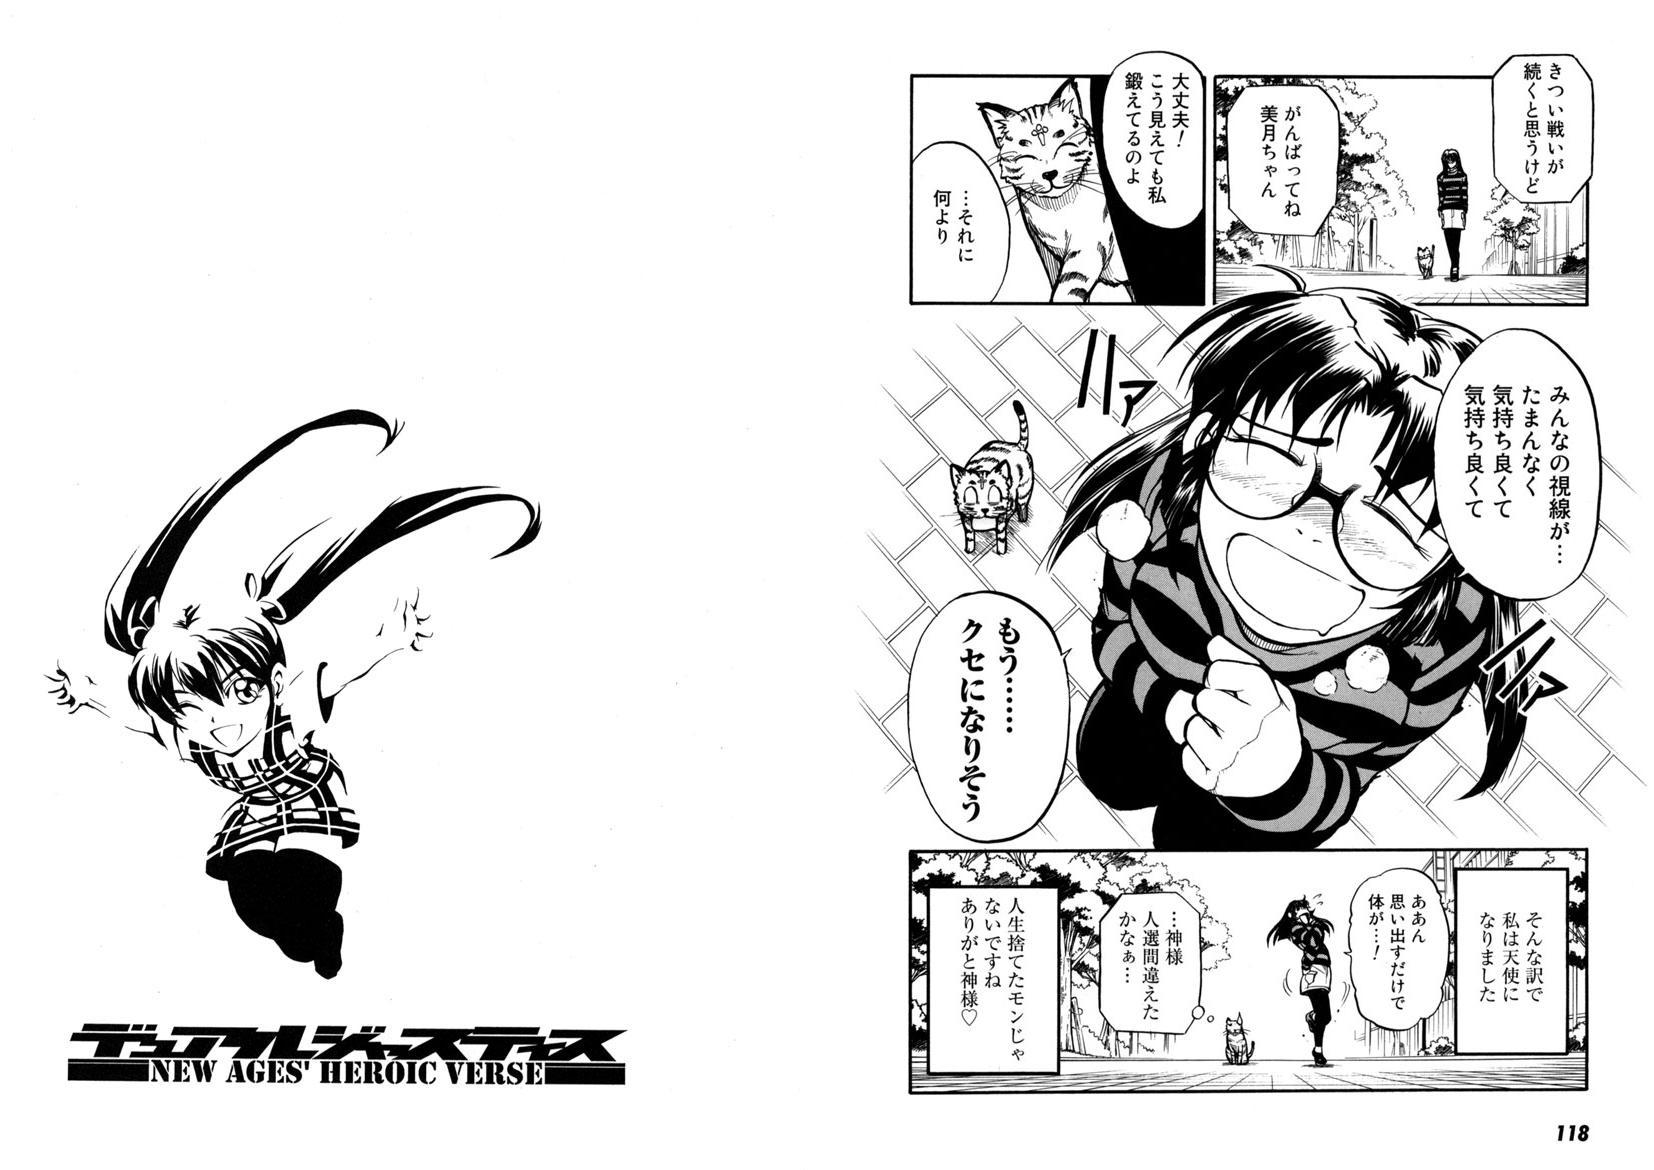 きつい戦いが
続くと思うけど
がんばってね
美月ちゃん
大丈夫！
こう見えても私
鍛えてるのよ
…それに
何より
みんなの視線が…
たまんなく
気持ち良くて
気持ち良くて
ハァ
ハァ
もう……
クセになりそう
そんな訳で
私は天使に
なりました
ああん
思い出すだけで
体が…！
…神様
人選間違えた
かなぁ…
人生捨てたモンじゃ
ないですね
ありがと神様♡
118
デュアルジャスティス
NEW AGES' HEROIC VERSE